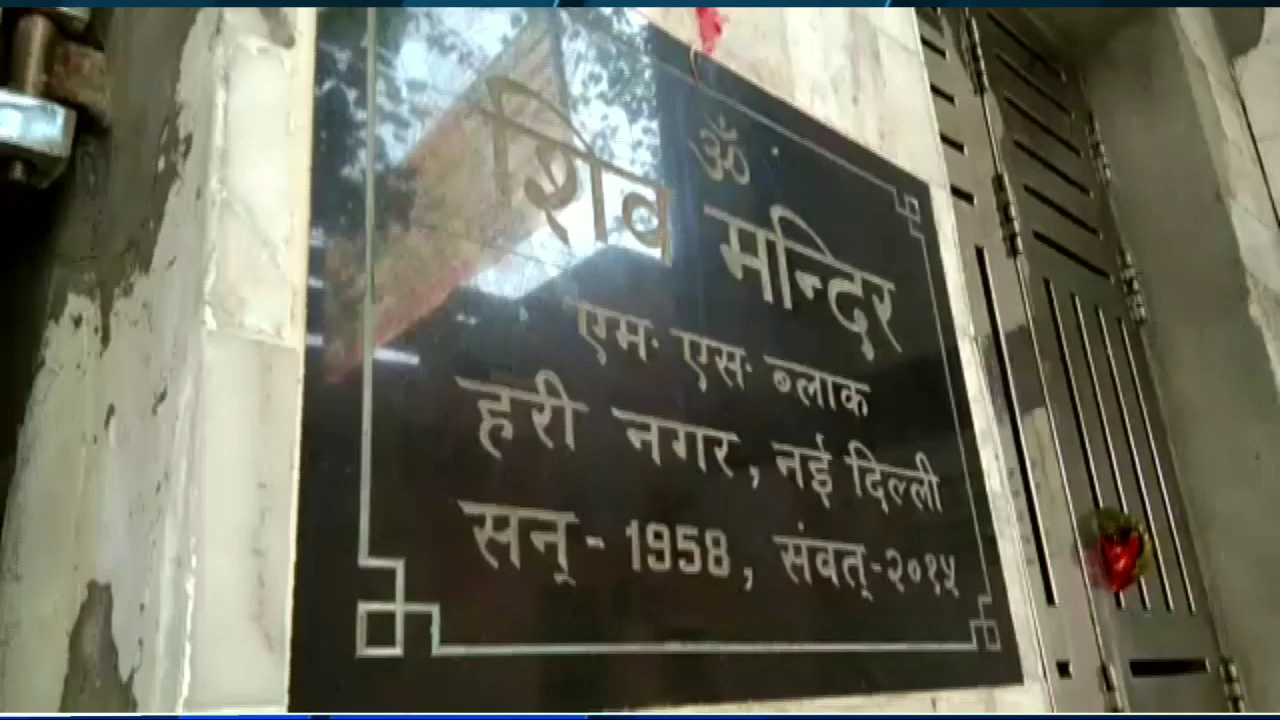 ॐ
शिव मन्दिर
एम॰ एस॰ ब्लाक
हरी नगर, नई दिल्ली
सन् - 1958, संवत्-२०१५